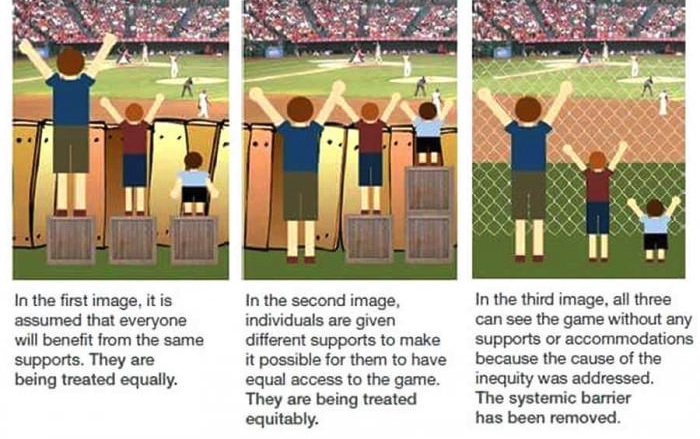 In the first image, it is
assumed that everyone
will benefit from the same
supports. They are
being treated equally.
In the second image,
individuals are given
different supports to make
it possible for them to have
equal access to the game.
They are being treated
equitably.
In the third image, all three
can see the game without any
supports or accommodations
because the cause of the
inequity was addressed.
The systemic barrier
has been removed.